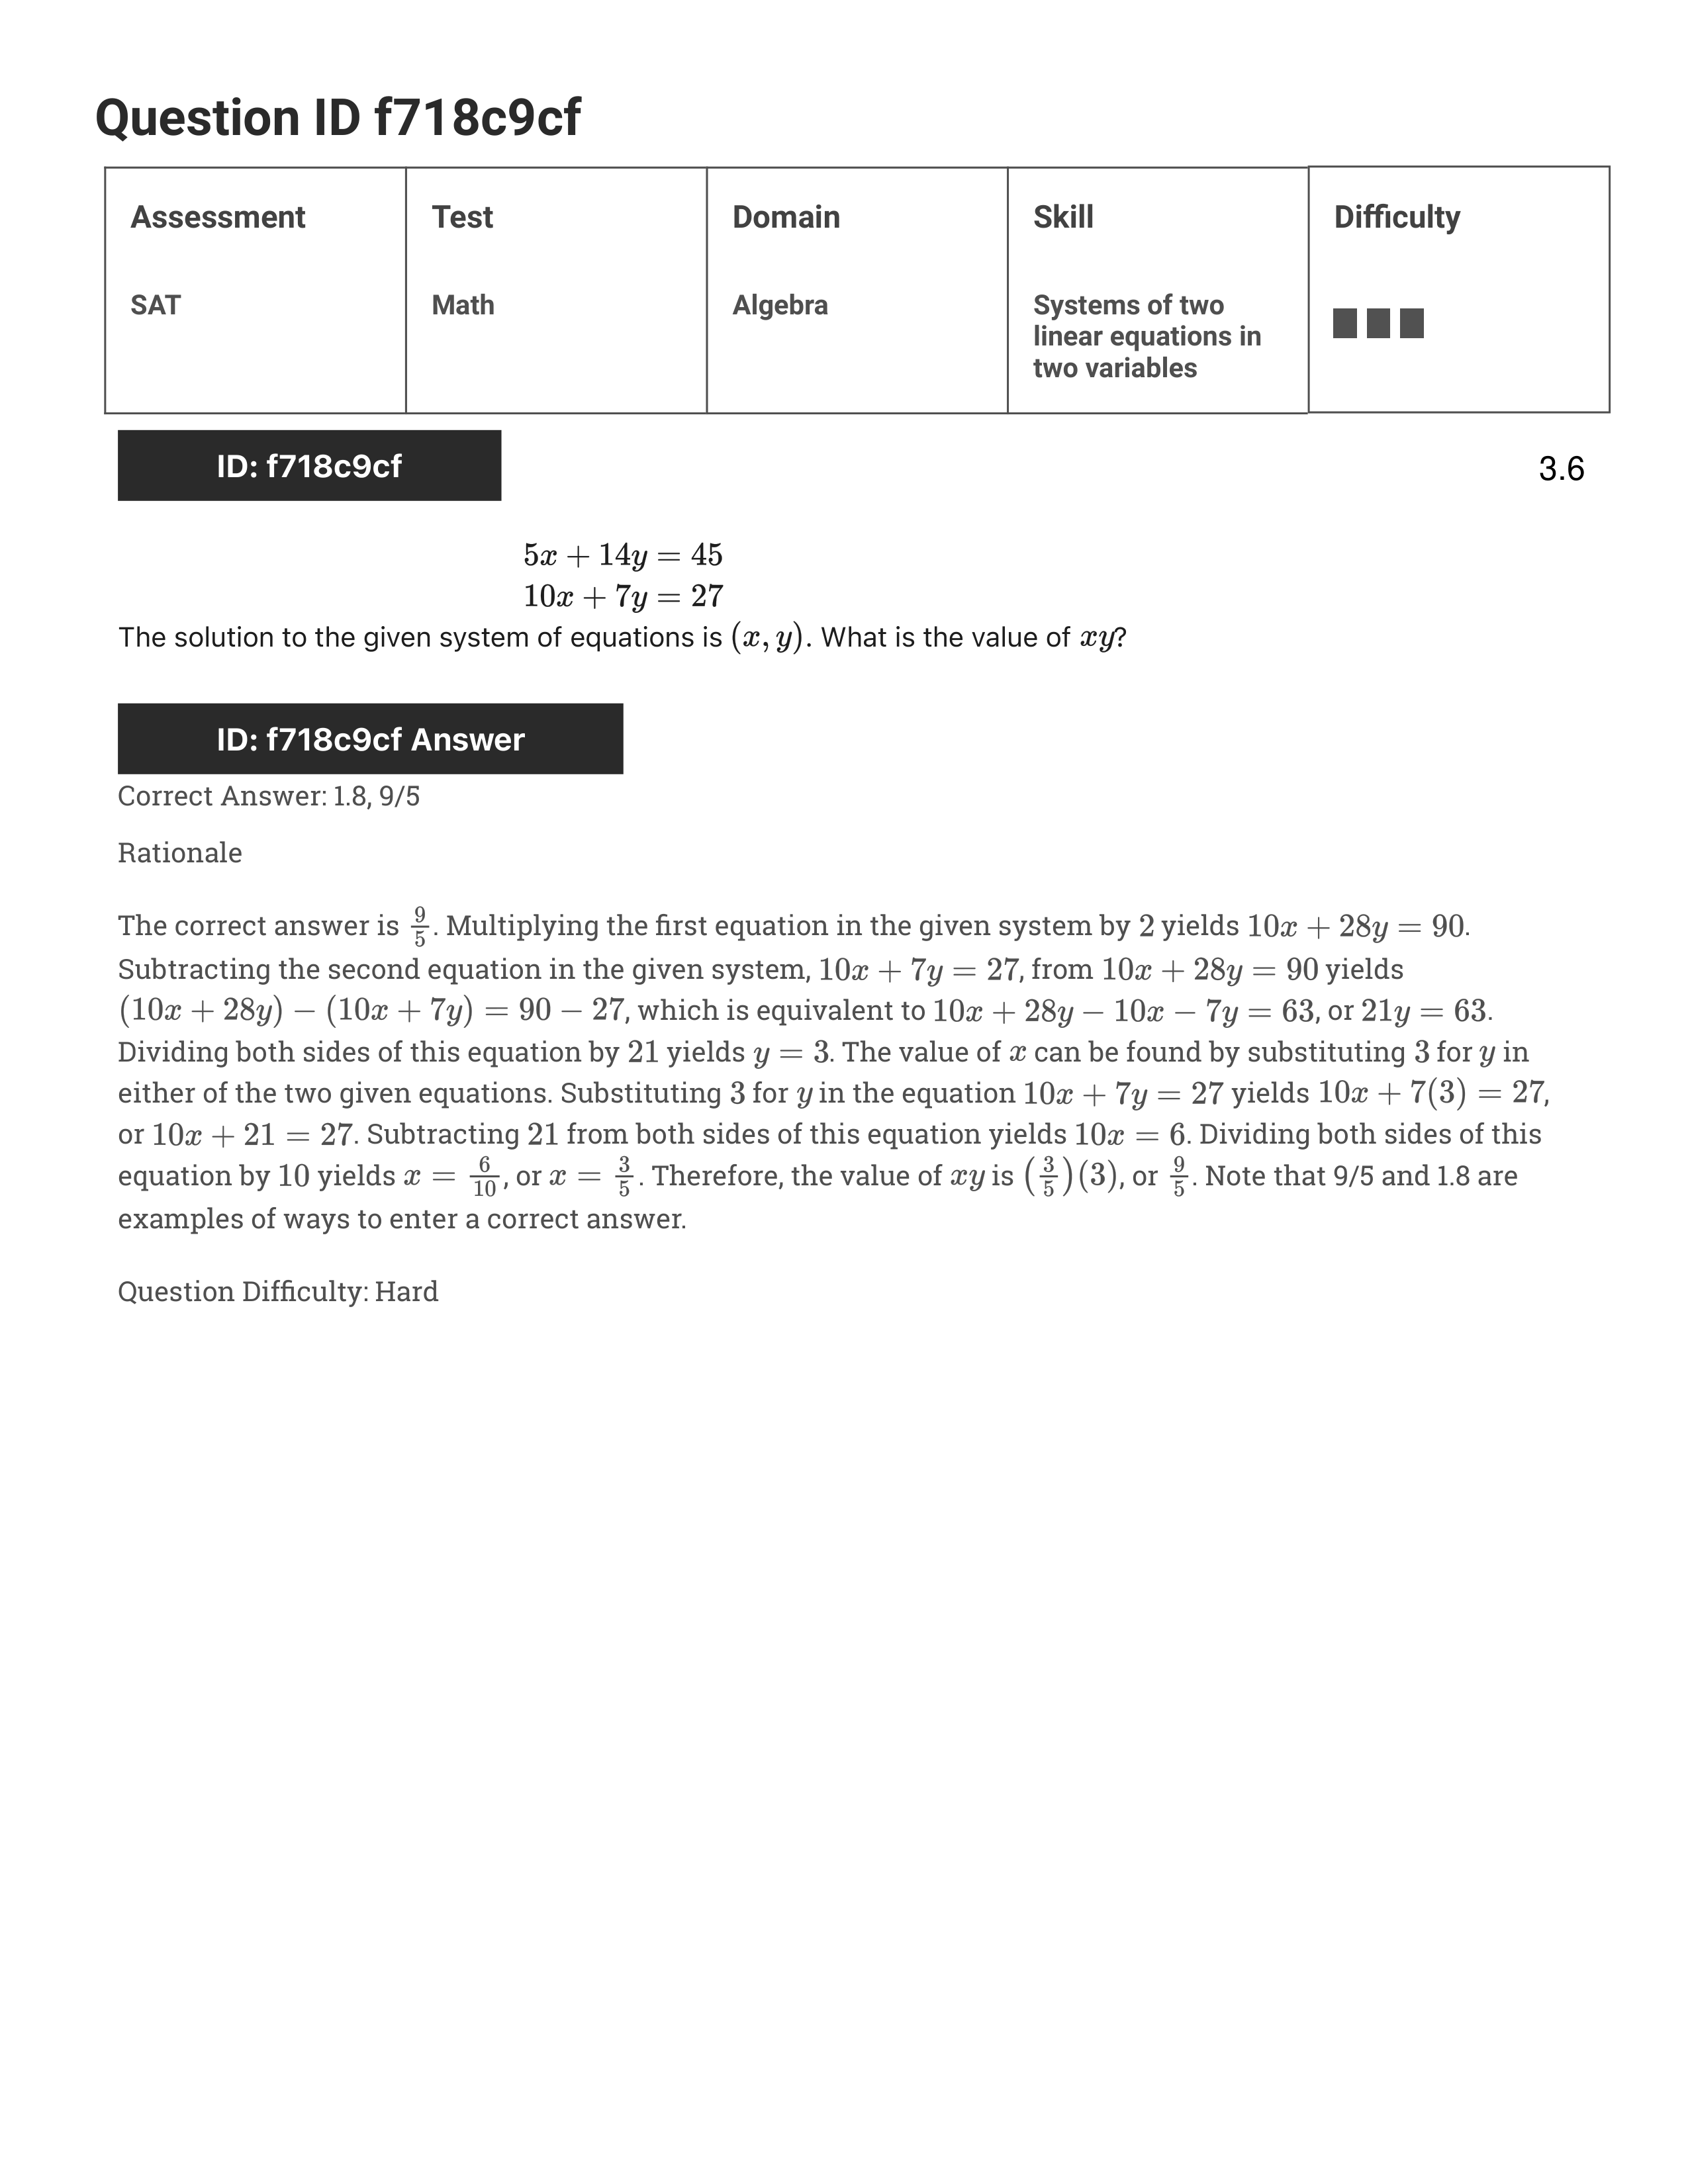 Question ID f718c9cf
Assessment Test Domain Skill Difficulty
SAT Math Algebra Systems of two
linear equations in
two variables
ID: f718c9cf 3.6
5x + 14y = 45
10x + 7y = 27
The solution to the given system of equations is (x, y). What is the value of xy?
ID: f718c9cf Answer
Correct Answer: 1.8, 9/5
Rationale
The correct answer is 9/5. Multiplying the first equation in the given system by 2 yields 10x + 28y = 90.
Subtracting the second equation in the given system, 10x + 7y = 27, from 10x + 28y = 90 yields
(10x + 28y) − (10x + 7y) = 90 − 27, which is equivalent to 10x + 28y − 10x − 7y = 63, or 21y = 63.
Dividing both sides of this equation by 21 yields y = 3. The value of x can be found by substituting 3 for y in
either of the two given equations. Substituting 3 for y in the equation 10x + 7y = 27 yields 10x + 7(3) = 27,
or 10x + 21 = 27. Subtracting 21 from both sides of this equation yields 10x = 6. Dividing both sides of this
equation by 10 yields x = 6/10, or x = 3/5. Therefore, the value of xy is (3/5)(3), or 9/5. Note that 9/5 and 1.8 are
examples of ways to enter a correct answer.
Question Difficulty: Hard